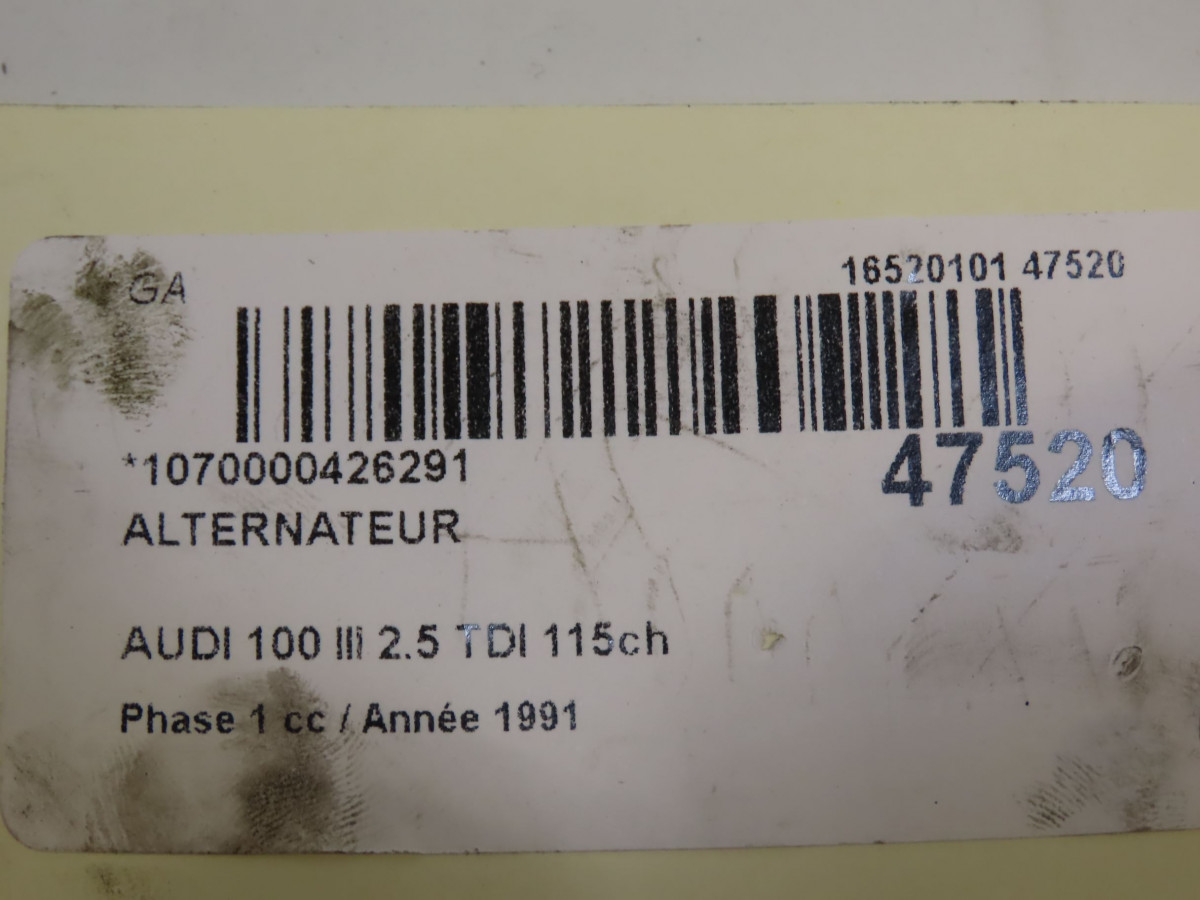 GA
16520101 47520
*1070000426291
47520
ALTERNATEUR
AUDI 100 III 2.5 TDI 115ch
Phase 1 cc / Année 1991